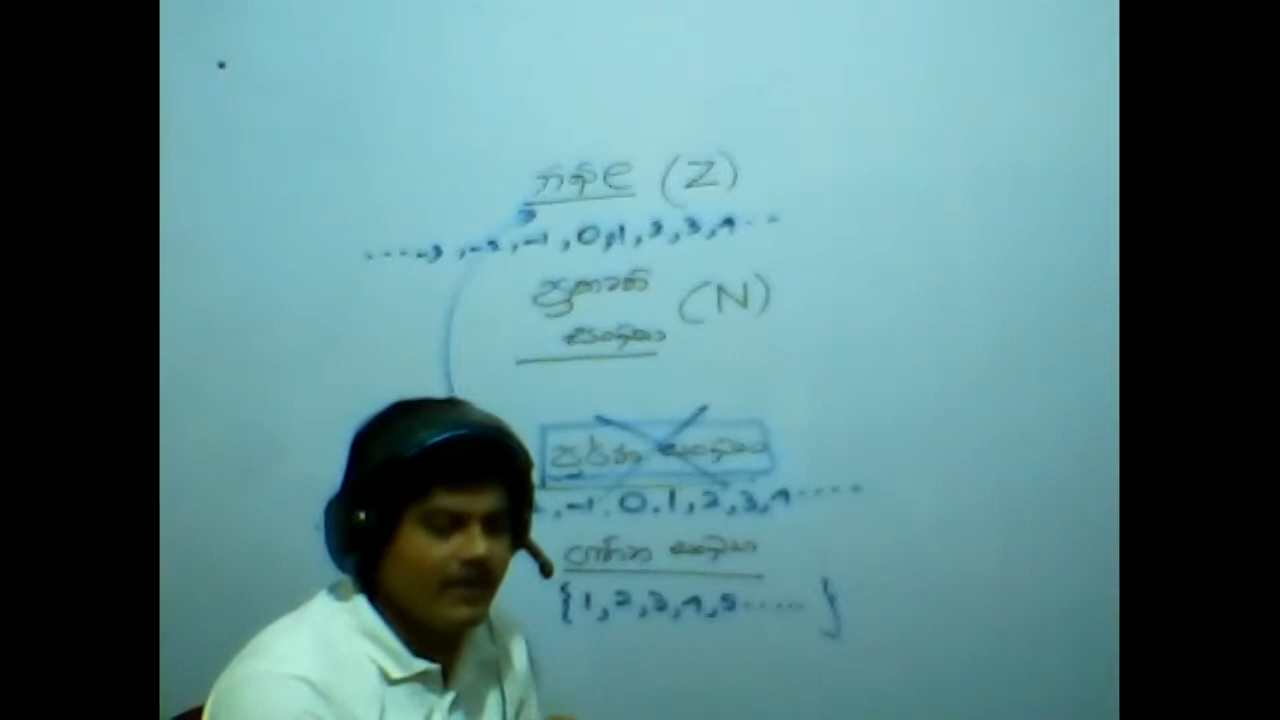 නිඛිල (Z)
.... -3, -2, -1, 0, 1, 2, 3, 4 ...
ප්‍රකෘති (N)
සංඛ්‍යා
පූර්ණ සංඛ්‍යා
, -1, 0, 1, 2, 3, 4 ....
ගණින සංඛ්‍යා
{1, 2, 3, 4, 5 ..... }